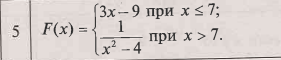 5 F(x) = { 3x – 9 при x ≤ 7;
1/(x² – 4) при x > 7.